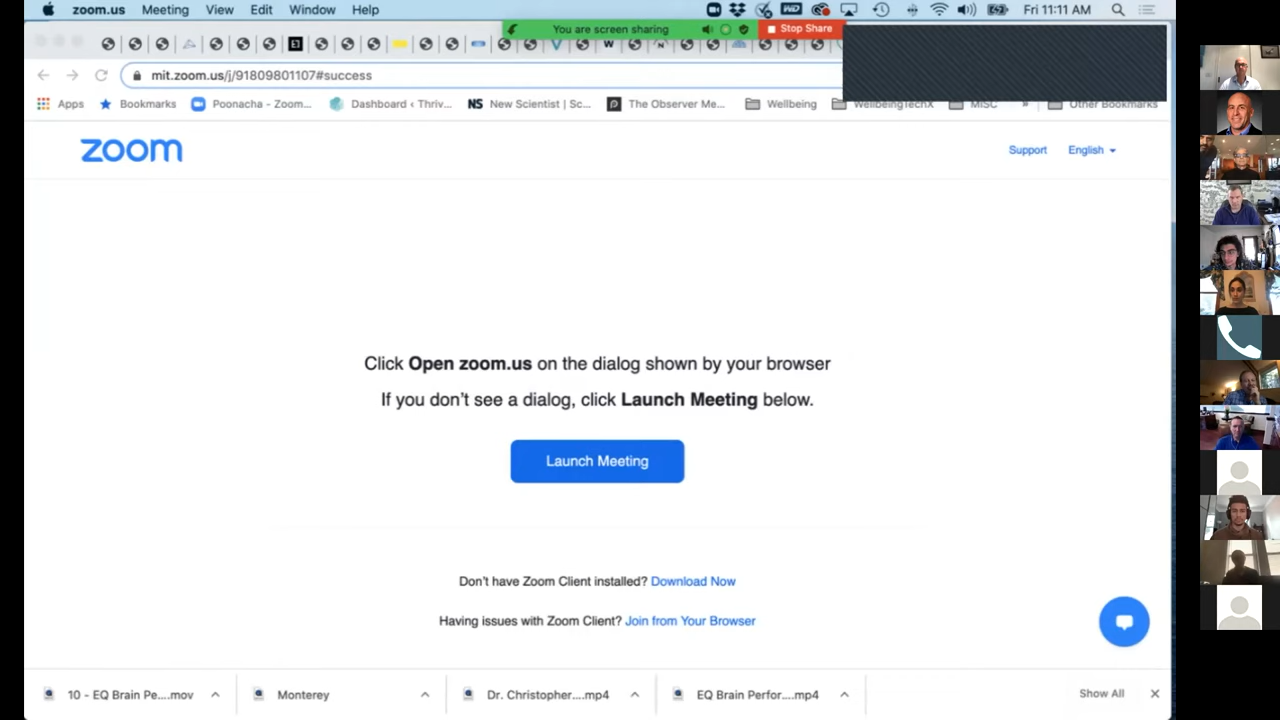 zoom.us Meeting View Edit Window Help Fri 11:11 AM
You are screen sharing Stop Share
mit.zoom.us/j/91809801107#success
Apps Bookmarks Poonacha - Zoom... Dashboard ‹ Thriv... NS New Scientist | Sc... The Observer Me... Wellbeing WellbeingTechX MISC » Other Bookmarks
zoom
Support English
Click Open zoom.us on the dialog shown by your browser
If you don't see a dialog, click Launch Meeting below.
Launch Meeting
Don't have Zoom Client installed? Download Now
Having issues with Zoom Client? Join from Your Browser
10 - EQ Brain Pe....mov Monterey Dr. Christopher....mp4 EQ Brain Perfor....mp4 Show All